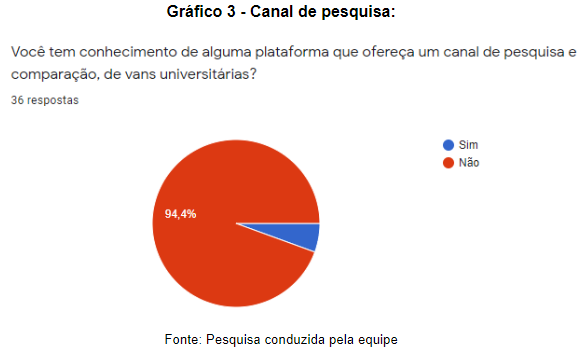 Gráfico 3 - Canal de pesquisa:
Você tem conhecimento de alguma plataforma que ofereça um canal de pesquisa e
comparação, de vans universitárias?
36 respostas
Sim
Não
94,4%
Fonte: Pesquisa conduzida pela equipe